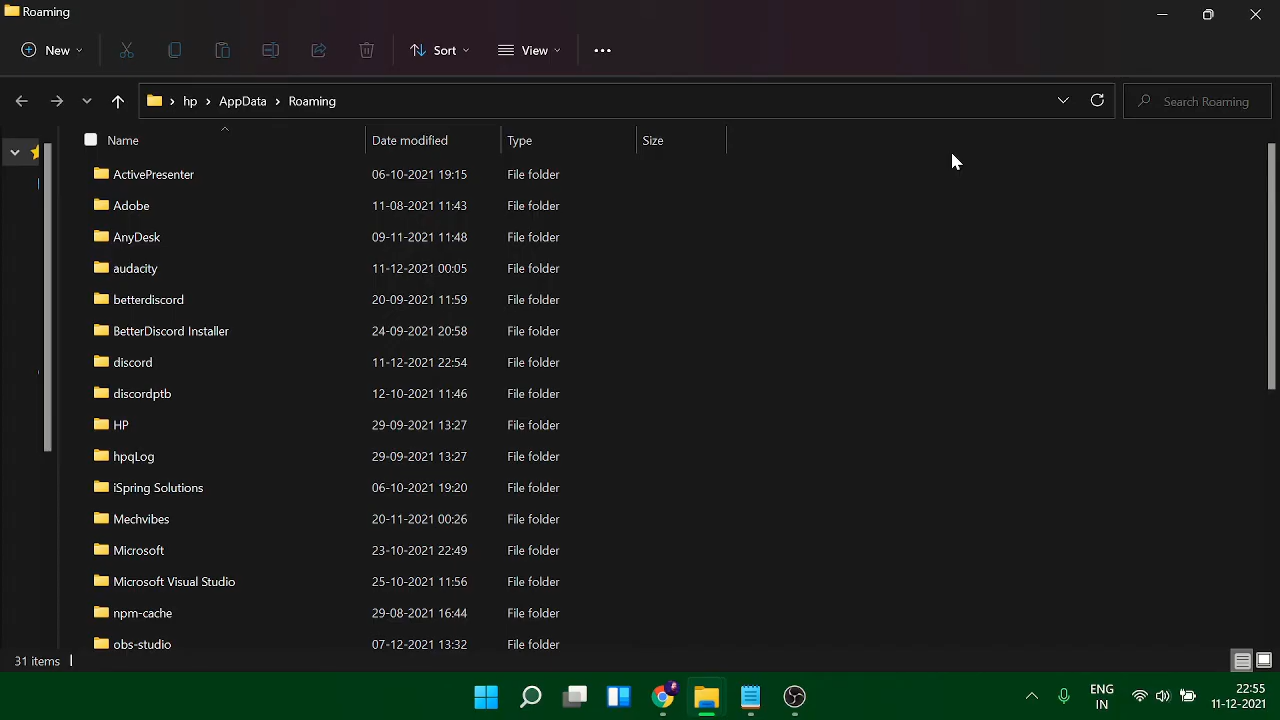 Roaming
New Sort View
hp AppData Roaming Search Roaming
Name Date modified Type Size
ActivePresenter 06-10-2021 19:15 File folder
Adobe 11-08-2021 11:43 File folder
AnyDesk 09-11-2021 11:48 File folder
audacity 11-12-2021 00:05 File folder
betterdiscord 20-09-2021 11:59 File folder
BetterDiscord Installer 24-09-2021 20:58 File folder
discord 11-12-2021 22:54 File folder
discordptb 12-10-2021 11:46 File folder
HP 29-09-2021 13:27 File folder
hpqLog 29-09-2021 13:27 File folder
iSpring Solutions 06-10-2021 19:20 File folder
Mechvibes 20-11-2021 00:26 File folder
Microsoft 23-10-2021 22:49 File folder
Microsoft Visual Studio 25-10-2021 11:56 File folder
npm-cache 29-08-2021 16:44 File folder
obs-studio 07-12-2021 13:32 File folder
31 items
ENG 22:55
IN 11-12-2021